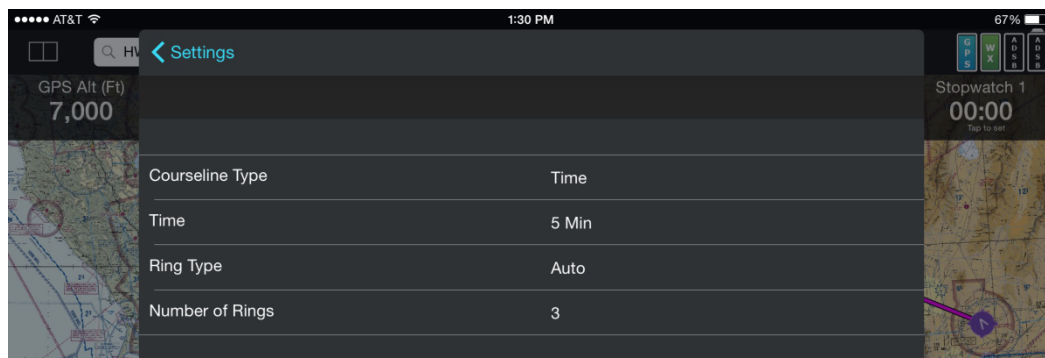 ●●●●● AT&T 1:30 PM 67%
HW
Settings
GPS
WX
ADSB
ADSB
GPS Alt (Ft)
7,000
Stopwatch 1
00:00
Tap to set
Courseline Type Time
Time 5 Min
Ring Type Auto
Number of Rings 3